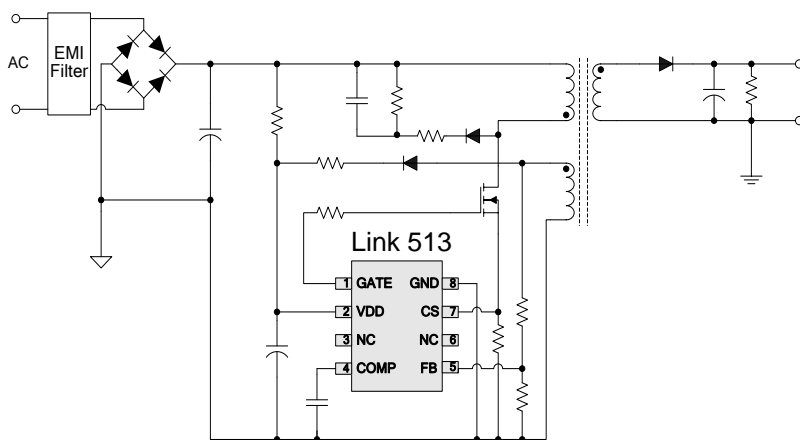 AC
EMI
Filter
Link 513
1 GATE GND 8
2 VDD CS 7
3 NC NC 6
4 COMP FB 5